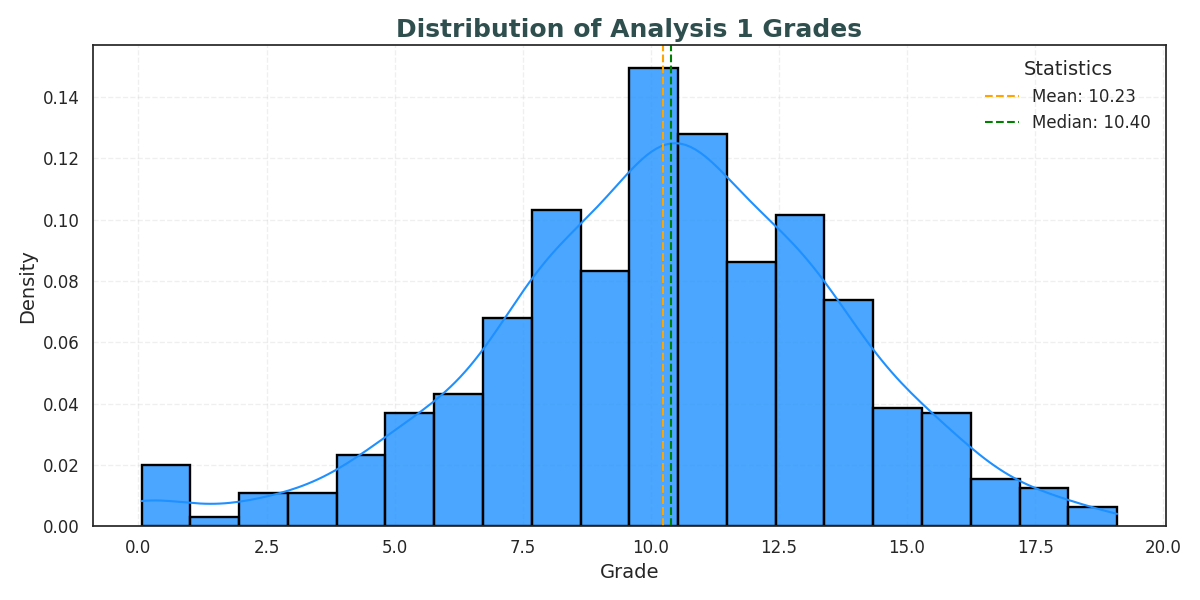 Distribution of Analysis 1 Grades
Statistics
Mean: 10.23
Median: 10.40
Density
0.14
0.12
0.10
0.08
0.06
0.04
0.02
0.00
0.0 2.5 5.0 7.5 10.0 12.5 15.0 17.5 20.0
Grade